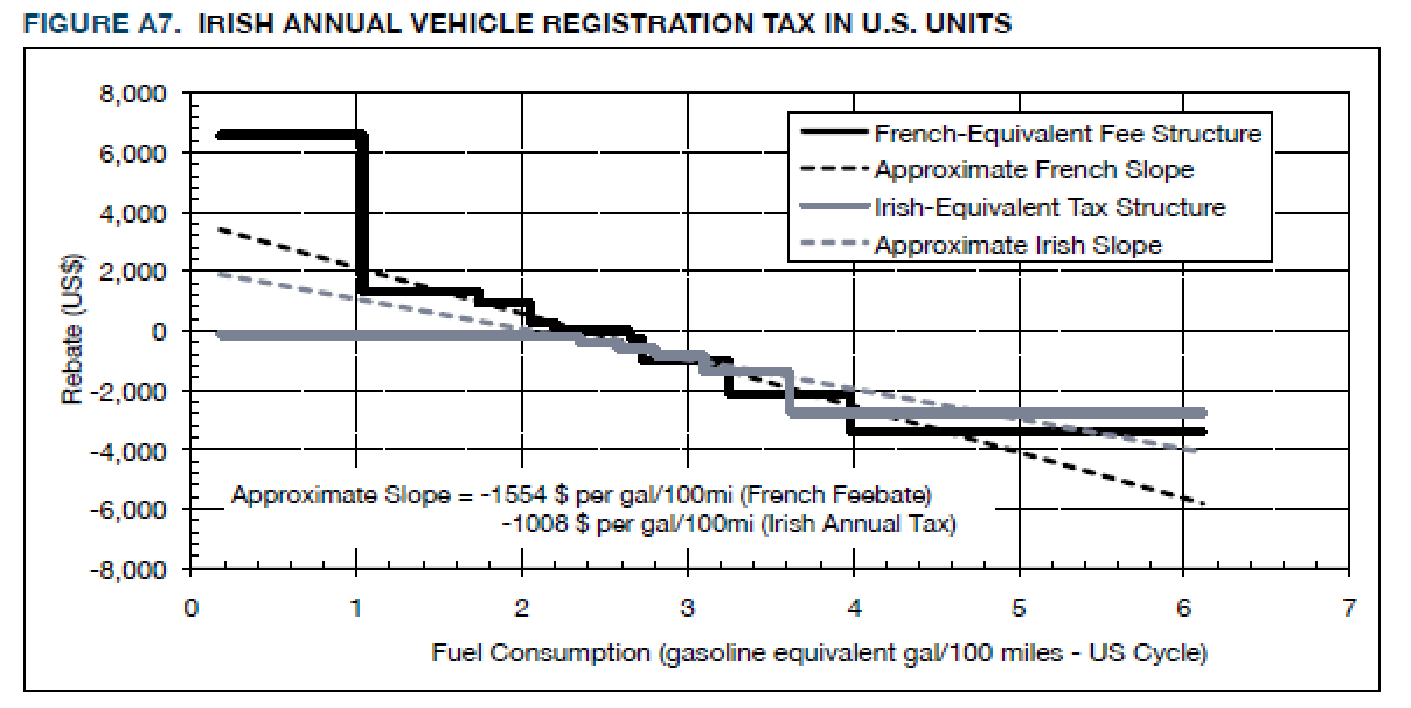 FIGURE A7. IRISH ANNUAL VEHICLE REGISTRATION TAX IN U.S. UNITS
8,000
6,000
4,000
2,000
0
-2,000
-4,000
-6,000
-8,000
Rebate (US$)
French-Equivalent Fee Structure
Approximate French Slope
Irish-Equivalent Tax Structure
Approximate Irish Slope
Approximate Slope = -1554 $ per gal/100mi (French Feebate)
-1008 $ per gal/100mi (Irish Annual Tax)
0 1 2 3 4 5 6 7
Fuel Consumption (gasoline equivalent gal/100 miles - US Cycle)